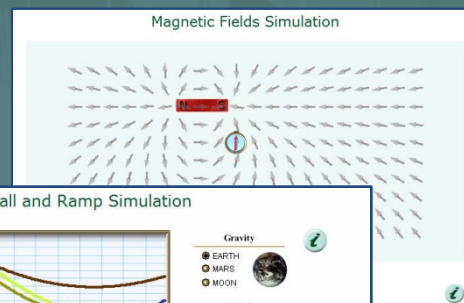 Magnetic Fields Simulation
N S
all and Ramp Simulation
Gravity
i
EARTH
MARS
MOON
i